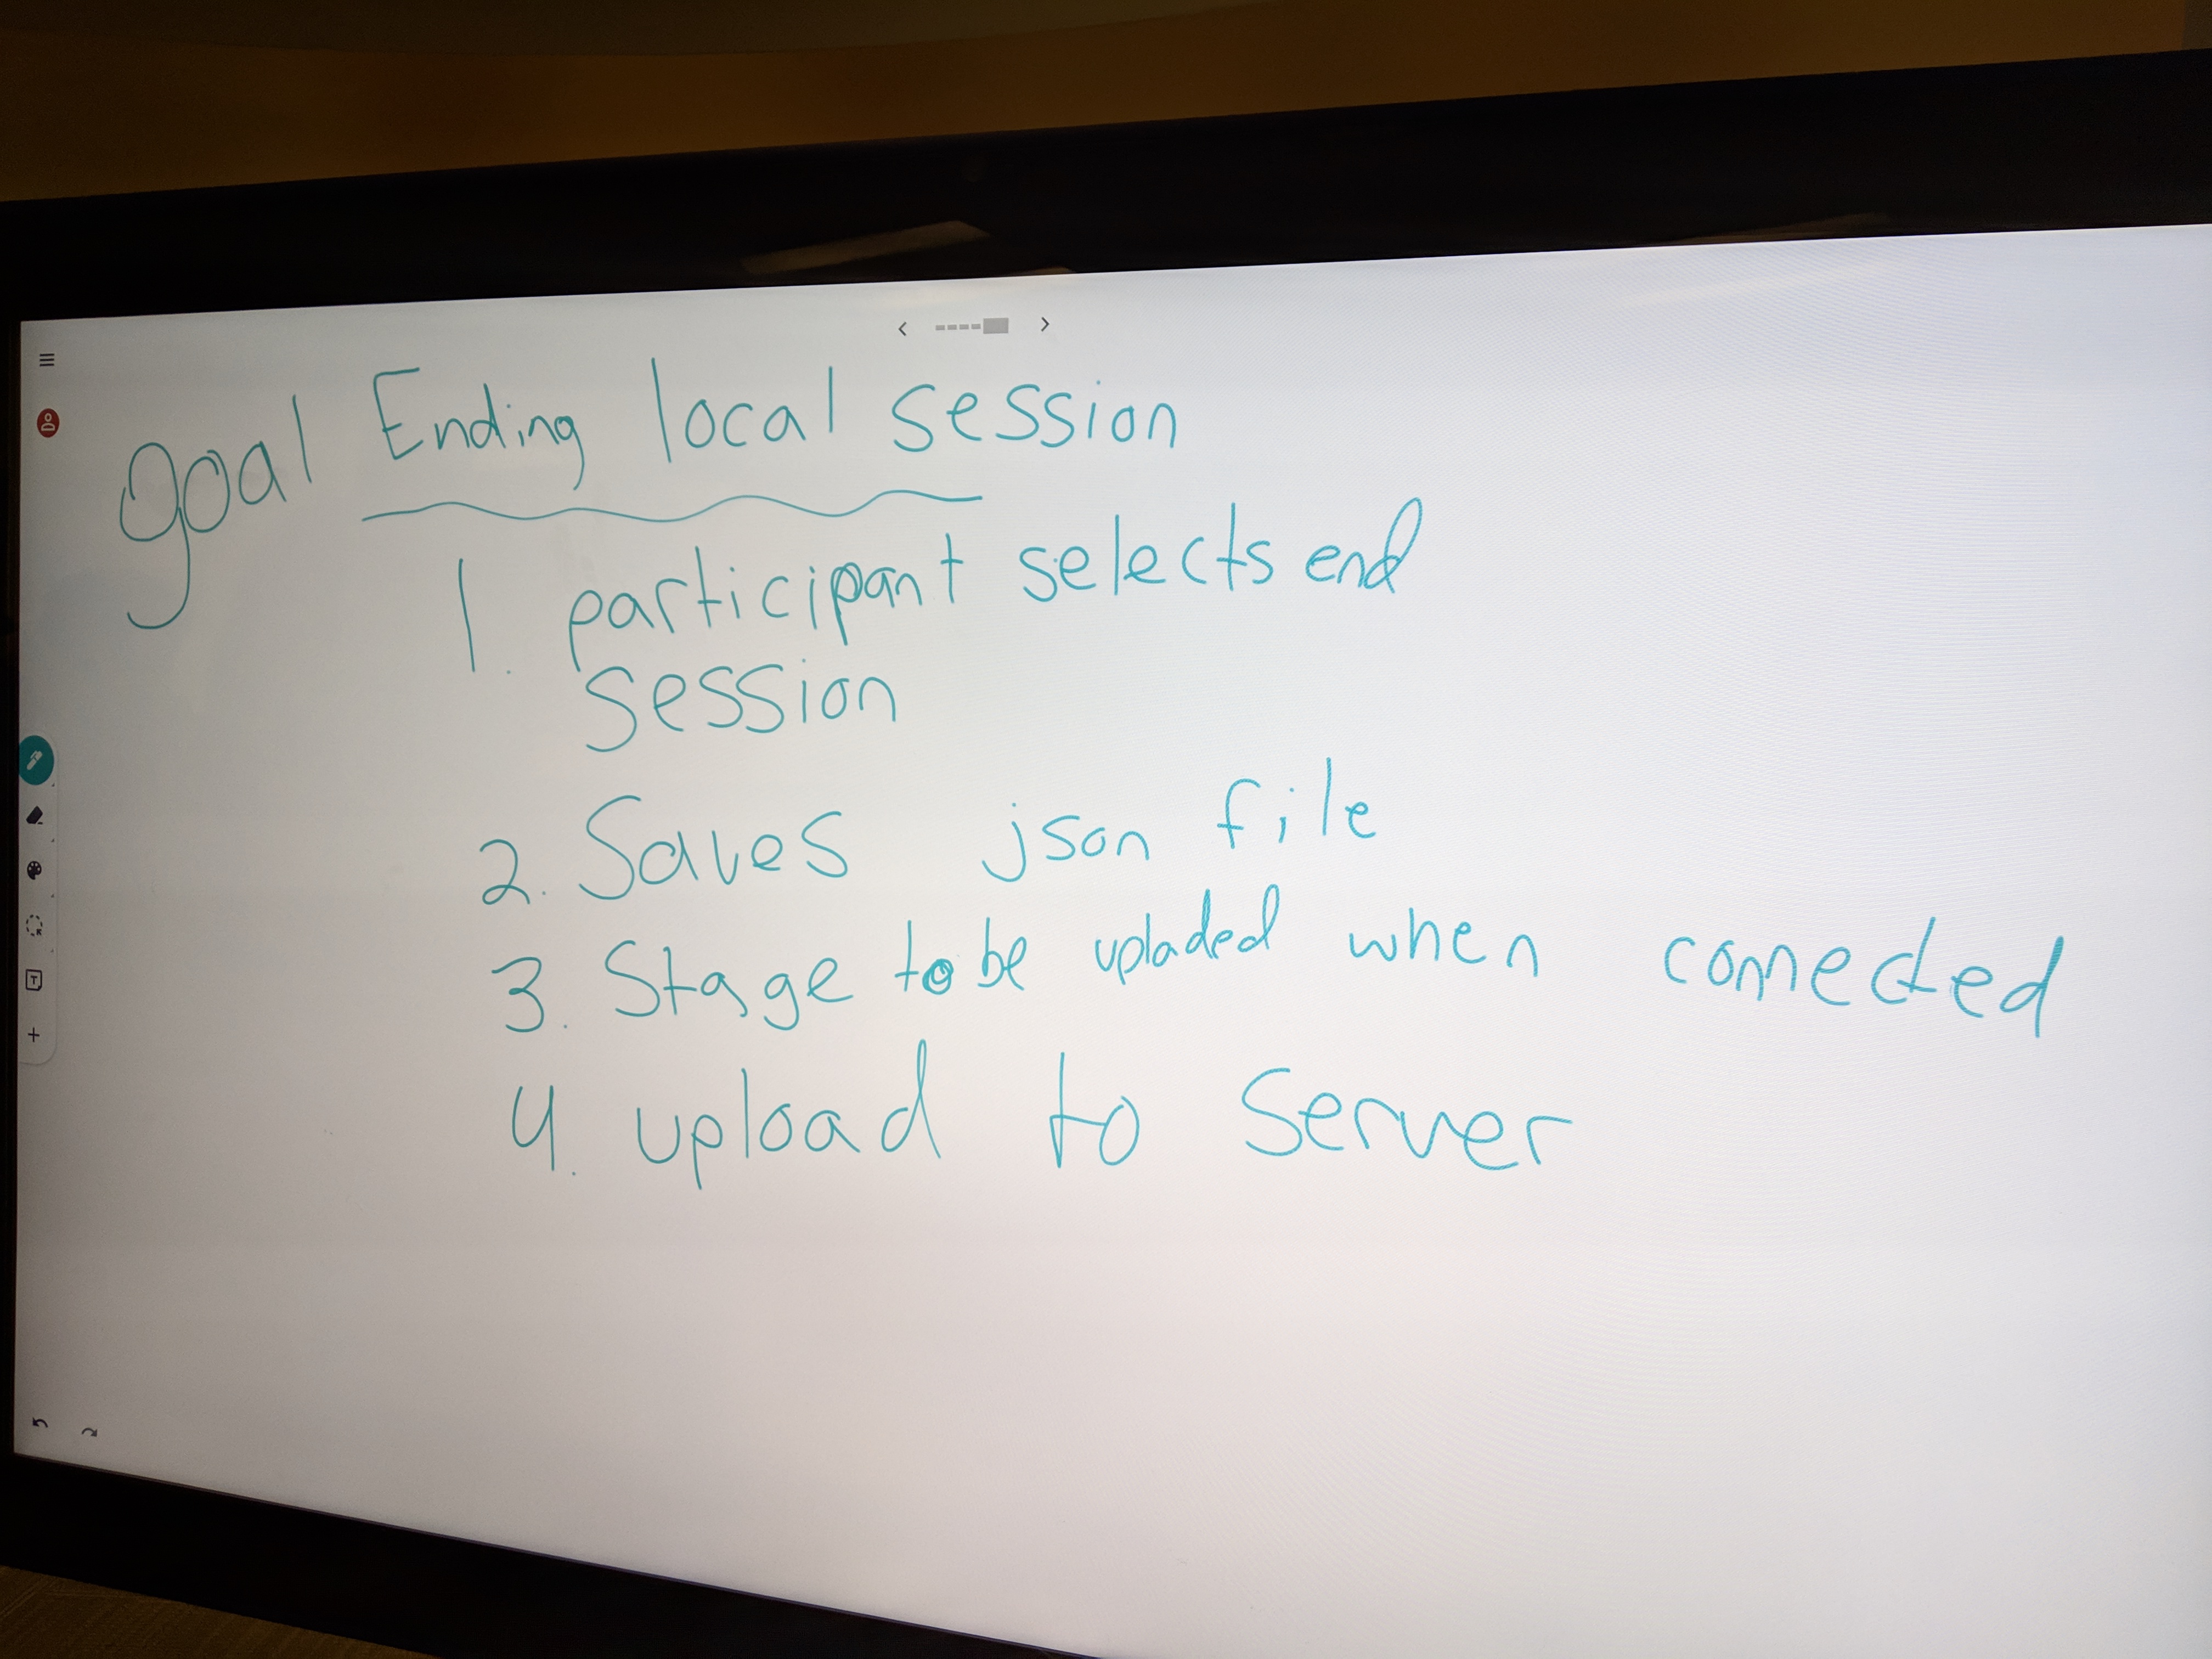 goal Ending local session
1. participant selects end
session
2. Saves json file
3. Stage to be uploded when connected
4. upload to server